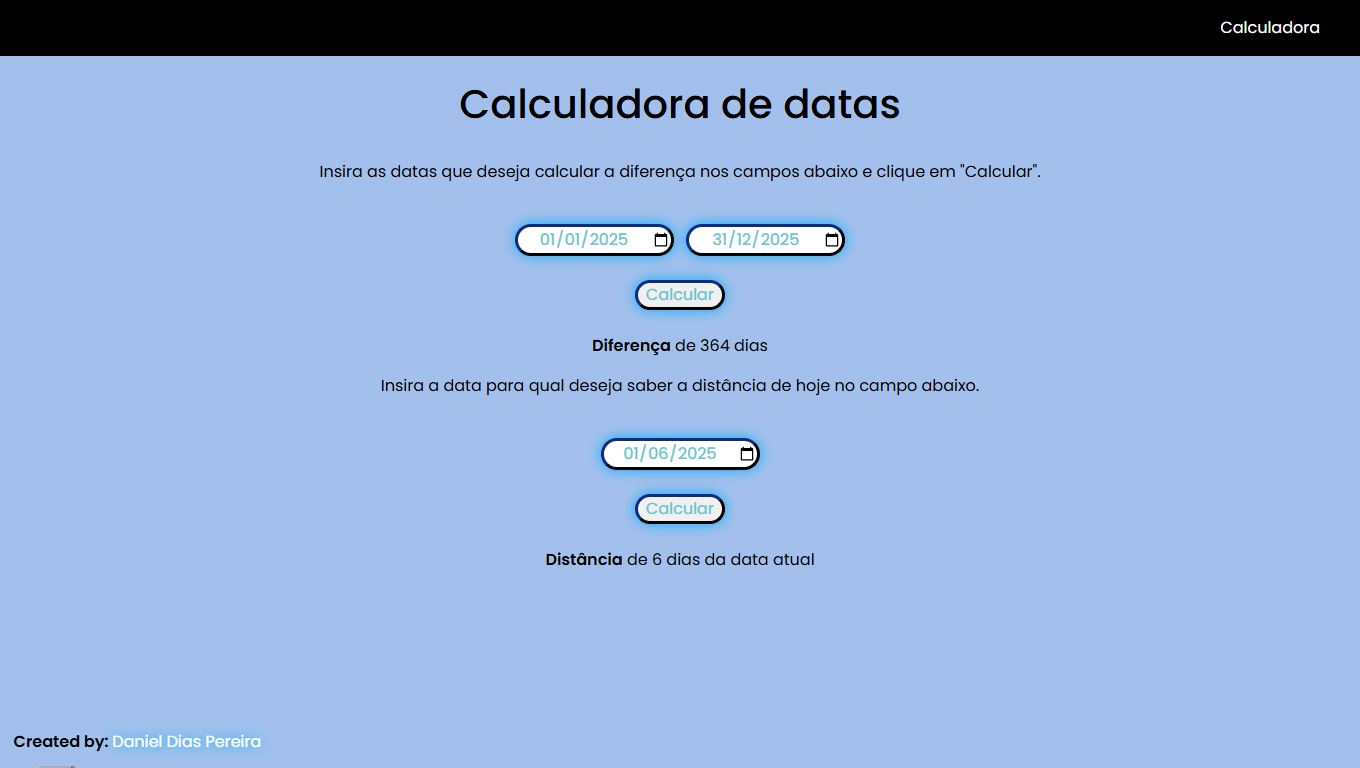 Calculadora
Calculadora de datas
Insira as datas que deseja calcular a diferença nos campos abaixo e clique em "Calcular".
01/01/2025 31/12/2025
Calcular
Diferença de 364 dias
Insira a data para qual deseja saber a distância de hoje no campo abaixo.
01/06/2025
Calcular
Distância de 6 dias da data atual
Created by: Daniel Dias Pereira